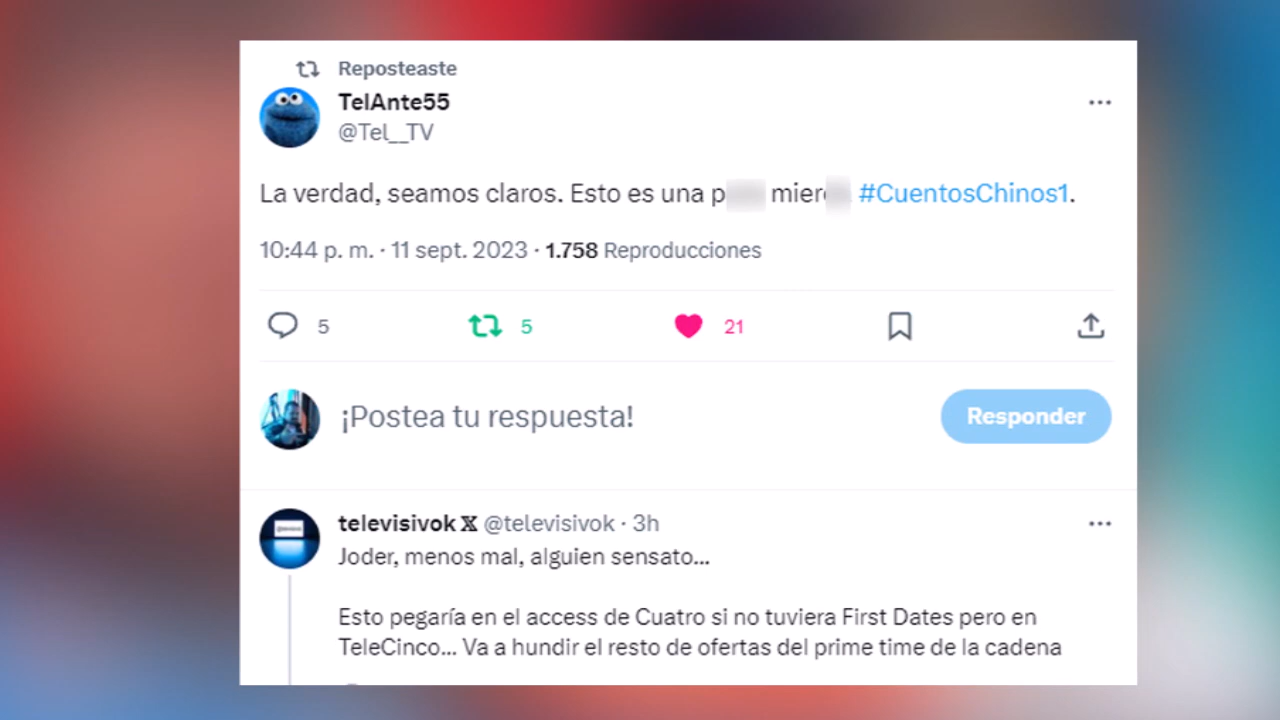 Reposteaste
TelAnte55
@Tel__TV
La verdad, seamos claros. Esto es una #CuentosChinos1.
10:44 p. m. · 11 sept. 2023 · 1.758 Reproducciones
5 5 21
¡Postea tu respuesta!
Responder
televisivok X @televisivok · 3h
Joder, menos mal, alguien sensato...
Esto pegaría en el access de Cuatro si no tuviera First Dates pero en
TeleCinco... Va a hundir el resto de ofertas del prime time de la cadena